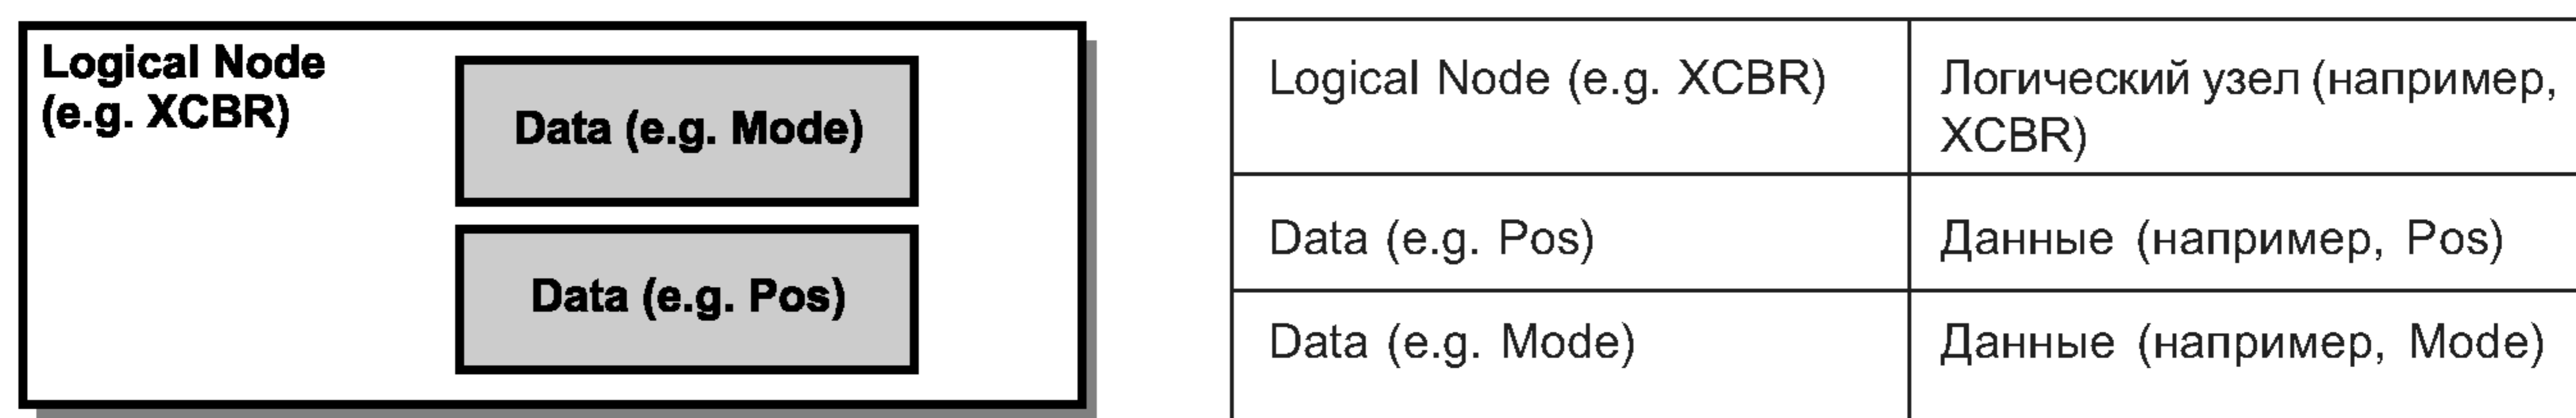 Logical Node
(e.g. XCBR)
Data (e.g. Mode)
Data (e.g. Pos)
Logical Node (e.g. XCBR)
Логический узел (например,
XCBR)
Data (e.g. Pos)
Данные (например, Pos)
Data (e.g. Mode)
Данные (например, Mode)